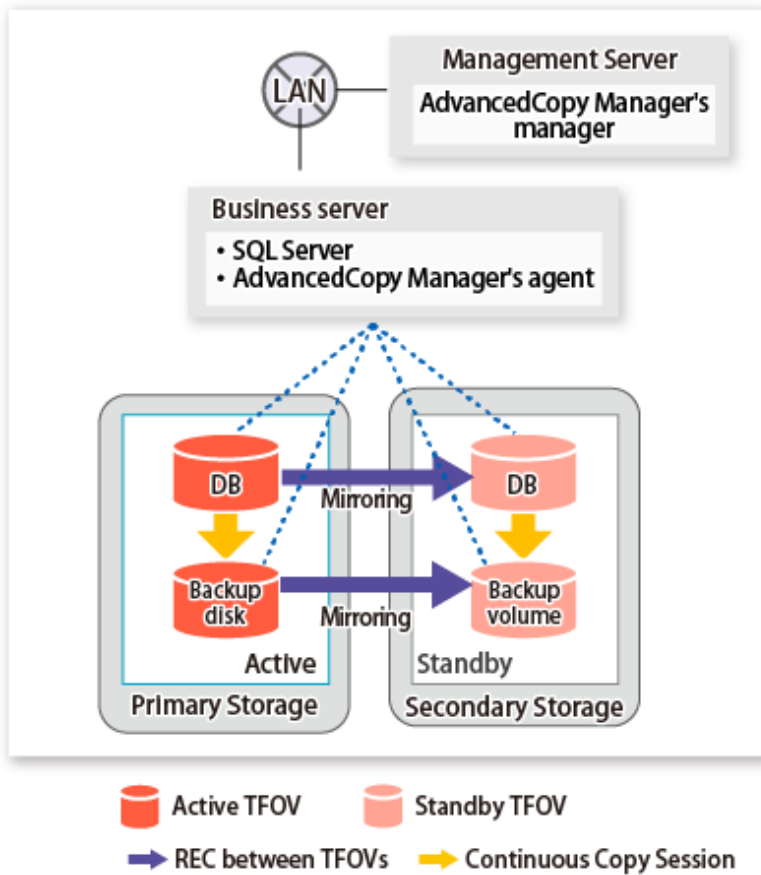 LAN
Management Server
AdvancedCopy Manager's
manager
Business server
• SQL Server
• AdvancedCopy Manager's agent
DB
Mirroring
DB
Backup
disk
Mirroring
Backup
volume
Active
Standby
Primary Storage
Secondary Storage
Active TFOV
Standby TFOV
REC between TFOVs
Continuous Copy Session